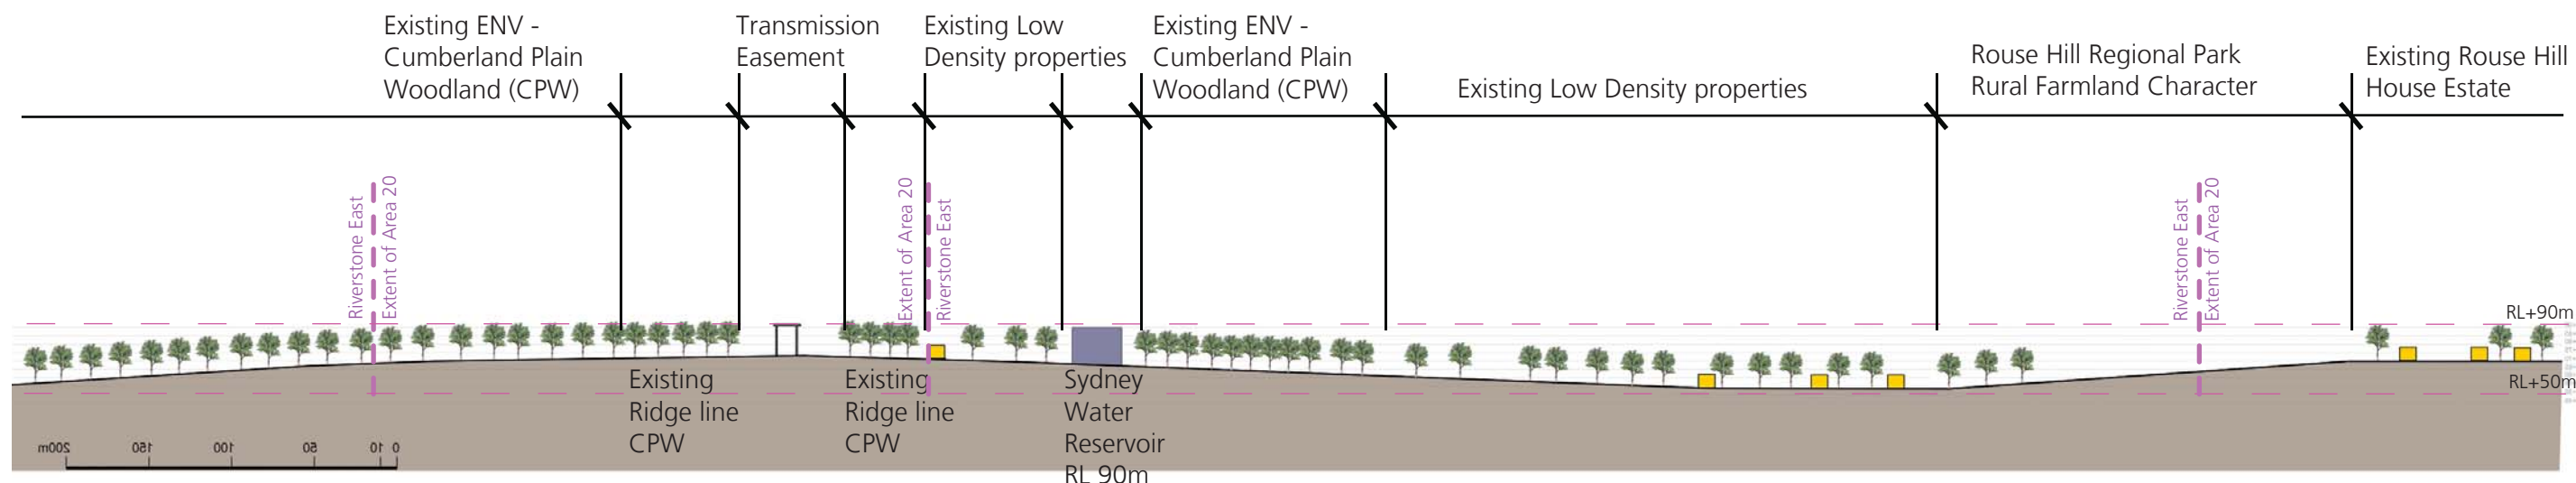 Existing ENV -
Cumberland Plain
Woodland (CPW)
Transmission
Easement
Existing Low
Density properties
Existing ENV -
Cumberland Plain
Woodland (CPW)
Existing Low Density properties
Rouse Hill Regional Park
Rural Farmland Character
Existing Rouse Hill
House Estate
Riverstone East
Extent of Area 20
Extent of Area 20
Riverstone East
Riverstone East
Extent of Area 20
RL+90m
RL+50m
Existing
Ridge line
CPW
Existing
Ridge line
CPW
Sydney
Water
Reservoir
RL 90m
200m 150 100 50 10 0